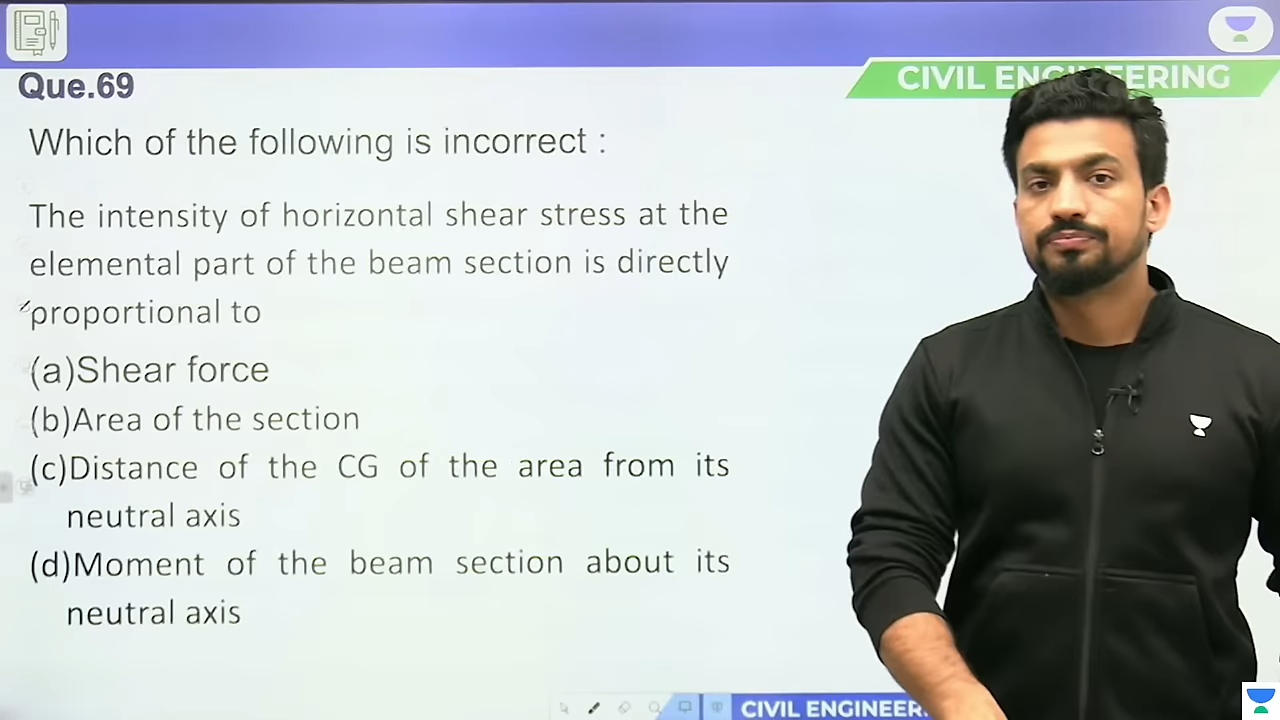 Que.69
CIVIL ENGINEERING
Which of the following is incorrect :
The intensity of horizontal shear stress at the
elemental part of the beam section is directly
proportional to
(a)Shear force
(b)Area of the section
(c)Distance of the CG of the area from its
neutral axis
(d)Moment of the beam section about its
neutral axis
CIVIL ENGINEER